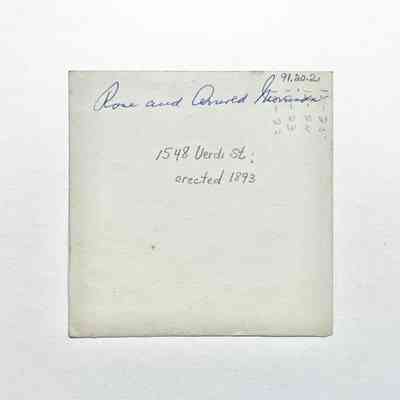 91.20.2
Rose and
1548 Verdi St.
erected 1893